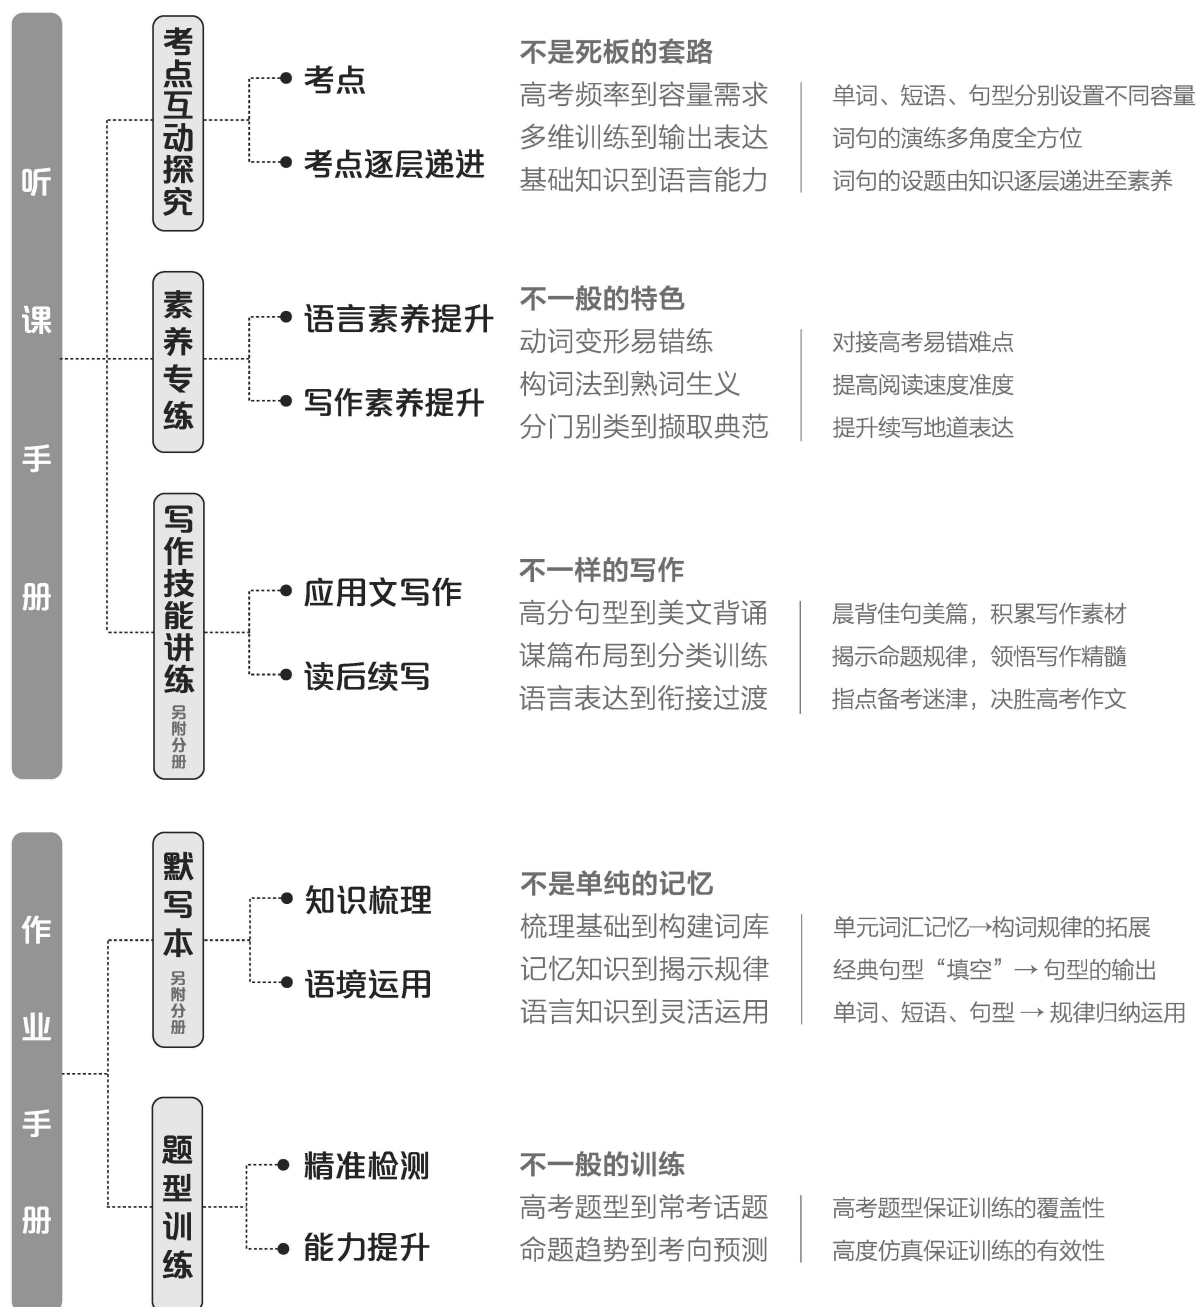 听课手册
考点互动探究
考点
考点逐层递进
不是死板的套路
高考频率到容量需求
单词、短语、句型分别设置不同容量
多维训练到输出表达
词句的演练多角度全方位
基础知识到语言能力
词句的设题由知识逐层递进至素养
素养专练
语言素养提升
写作素养提升
不一般的特色
动词变形易错练
对接高考易错难点
构词法到熟词生义
提高阅读速度准度
分门别类到撷取典范
提升续写地道表达
写作技能讲练
另附分册
应用文写作
读后续写
不一样的写作
高分句型到美文背诵
晨背佳句美篇，积累写作素材
谋篇布局到分类训练
揭示命题规律，领悟写作精髓
语言表达到衔接过渡
指点备考迷津，决胜高考作文
作业手册
默写本
另附分册
知识梳理
语境运用
不是单纯的记忆
梳理基础到构建词库
单元词汇记忆→构词规律的拓展
记忆知识到揭示规律
经典句型“填空”→ 句型的输出
语言知识到灵活运用
单词、短语、句型 → 规律归纳运用
题型训练
精准检测
能力提升
不一般的训练
高考题型到常考话题
高考题型保证训练的覆盖性
命题趋势到考向预测
高度仿真保证训练的有效性